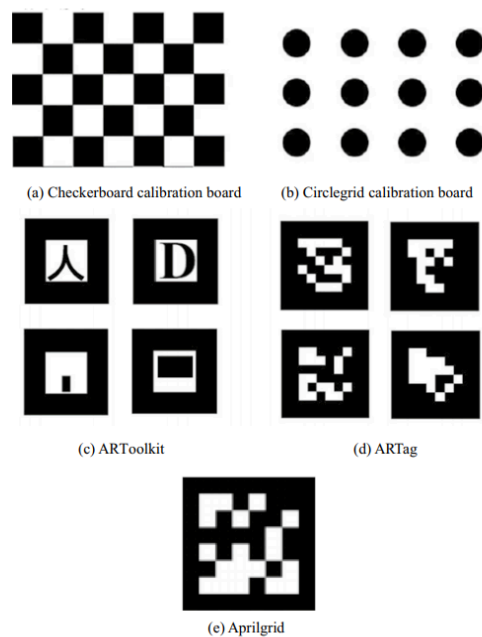 (a) Checkerboard calibration board
(b) Circlegrid calibration board
人
D
(c) ARToolkit
(d) ARTag
(e) Aprilgrid